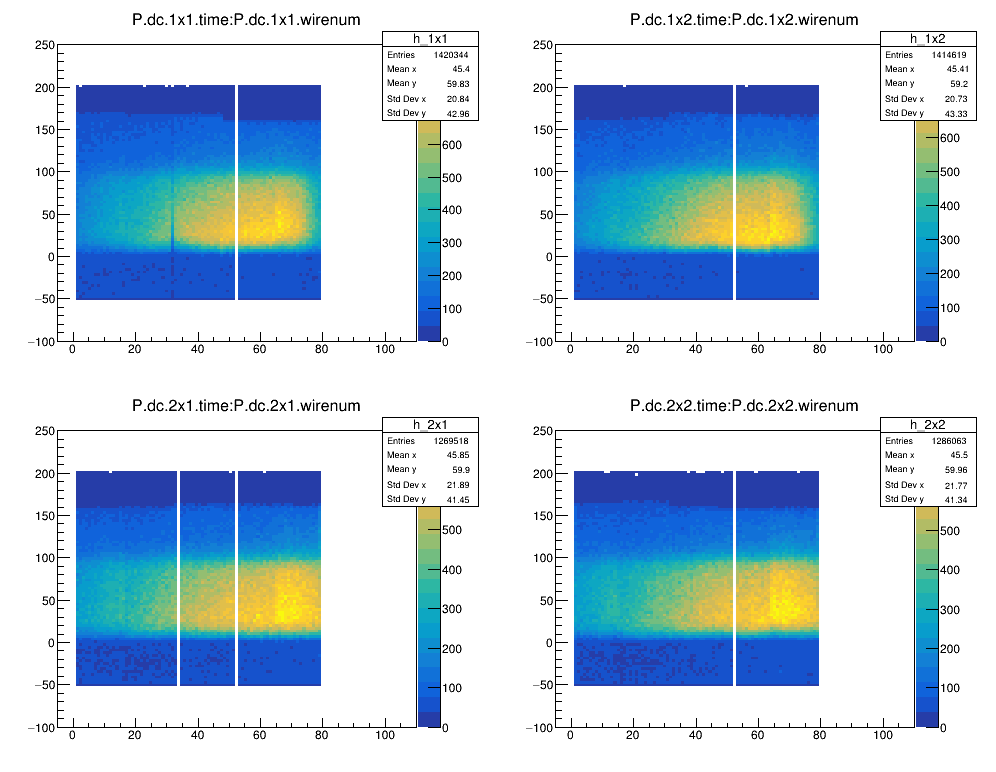 P.dc.1x1.time:P.dc.1x1.wirenum
h_1x1
Entries 1420344
Mean x 45.4
Mean y 59.83
Std Dev x 20.84
Std Dev y 42.96
250
200
150
100
50
0
−50
−100
0 20 40 60 80 100
600
500
400
300
200
100
0
P.dc.1x2.time:P.dc.1x2.wirenum
h_1x2
Entries 1414619
Mean x 45.41
Mean y 59.2
Std Dev x 20.73
Std Dev y 43.33
250
200
150
100
50
0
−50
−100
0 20 40 60 80 100
600
500
400
300
200
100
0
P.dc.2x1.time:P.dc.2x1.wirenum
h_2x1
Entries 1269518
Mean x 45.85
Mean y 59.9
Std Dev x 21.89
Std Dev y 41.45
250
200
150
100
50
0
−50
−100
0 20 40 60 80 100
500
400
300
200
100
0
P.dc.2x2.time:P.dc.2x2.wirenum
h_2x2
Entries 1286063
Mean x 45.5
Mean y 59.96
Std Dev x 21.77
Std Dev y 41.34
250
200
150
100
50
0
−50
−100
0 20 40 60 80 100
500
400
300
200
100
0